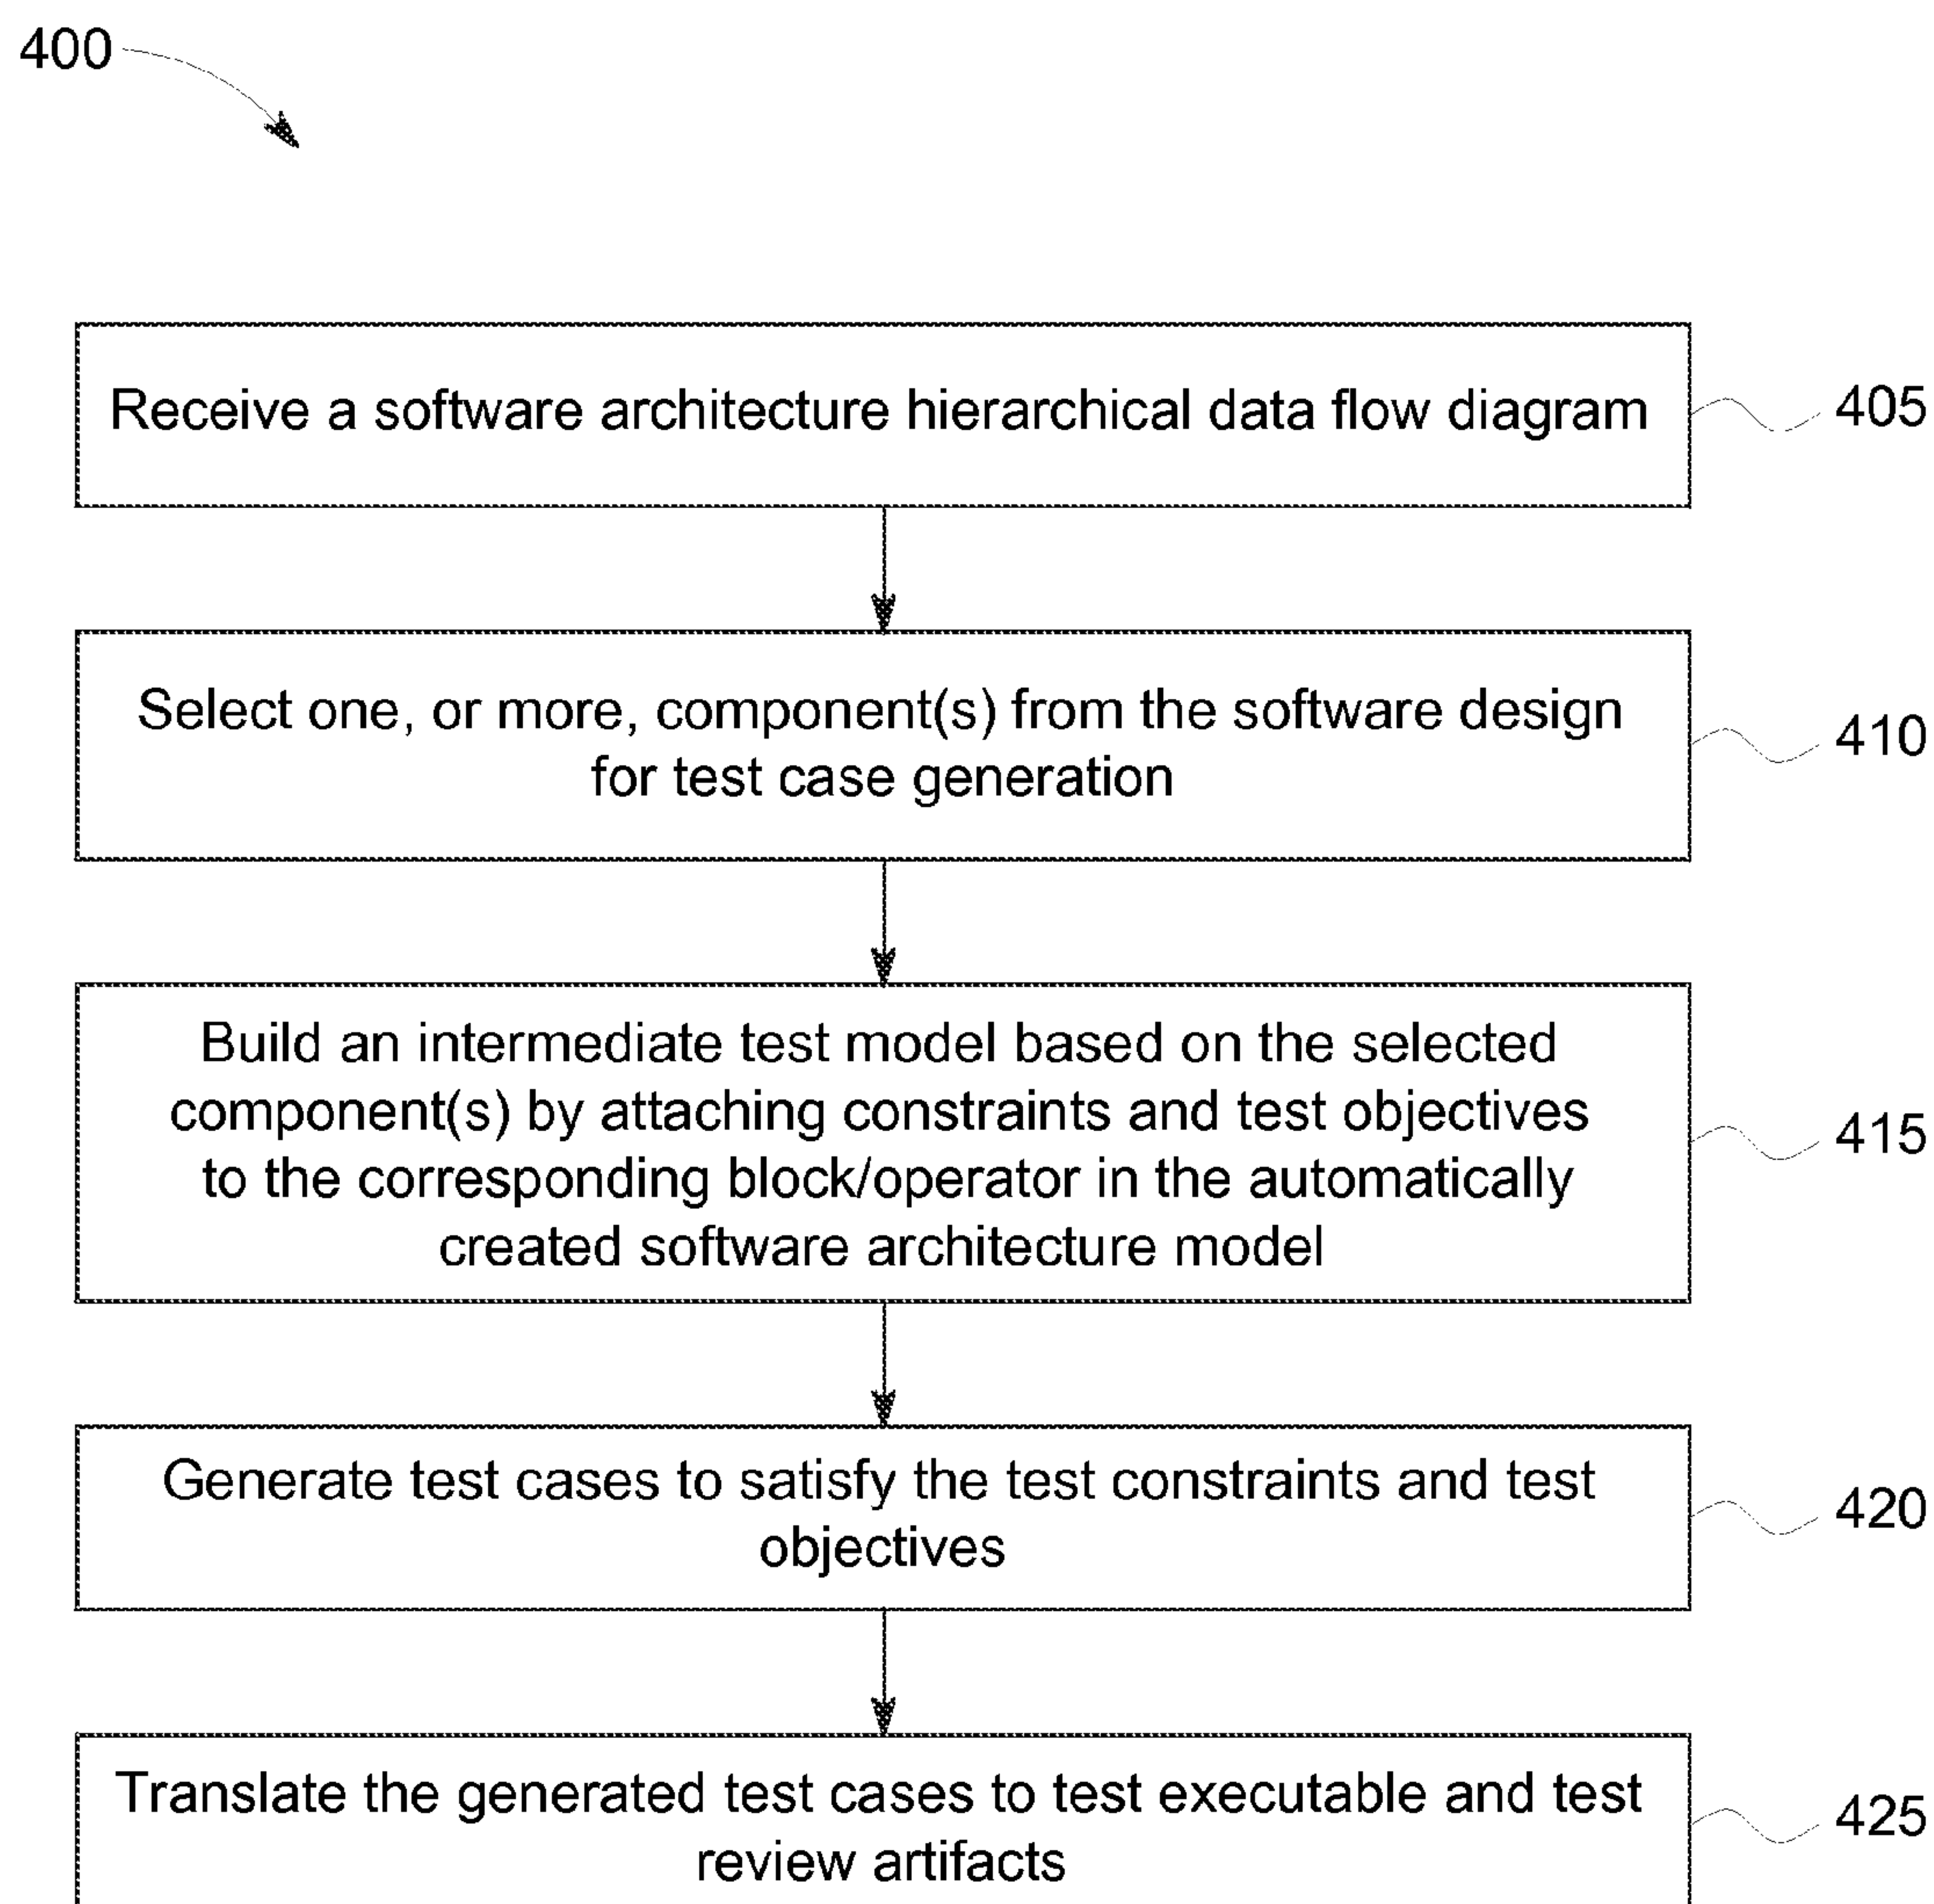 400
Receive a software architecture hierarchical data flow diagram
405
Select one, or more, component(s) from the software design
for test case generation
410
Build an intermediate test model based on the selected
component(s) by attaching constraints and test objectives
to the corresponding block/operator in the automatically
created software architecture model
415
Generate test cases to satisfy the test constraints and test
objectives
420
Translate the generated test cases to test executable and test
review artifacts
425